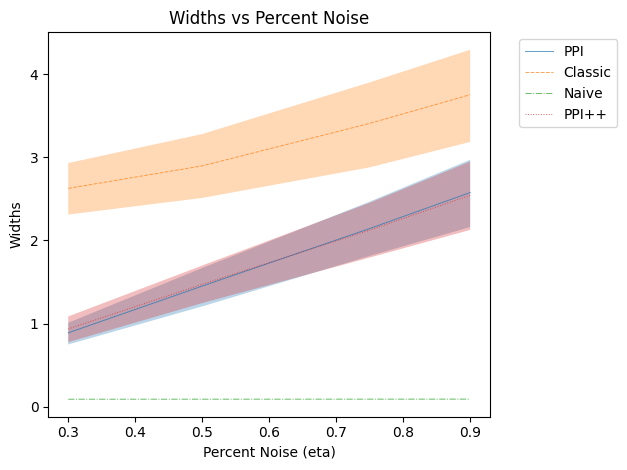 Widths vs Percent Noise
PPI
Classic
Naive
PPI++
Widths
4
3
2
1
0
0.3 0.4 0.5 0.6 0.7 0.8 0.9
Percent Noise (eta)